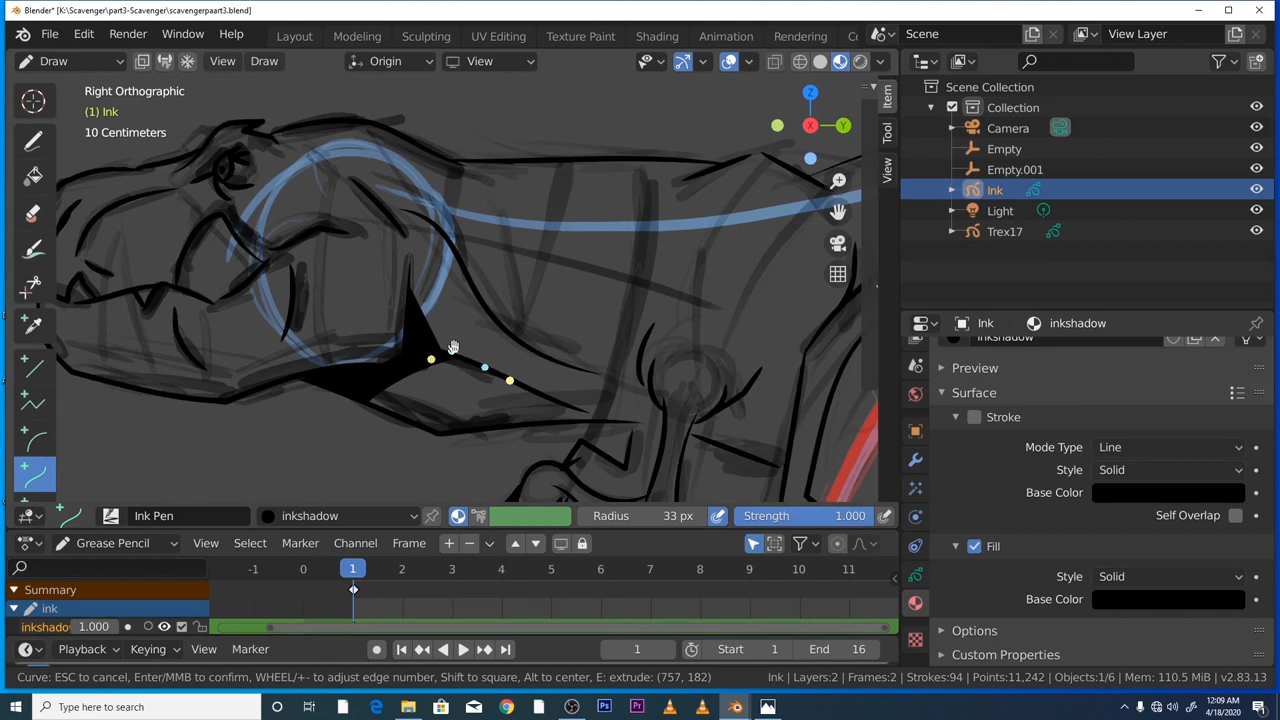 Blender* [K:\Scavenger\part3-Scavenger\scavengerpaart3.blend]
File Edit Render Window Help Layout Modeling Sculpting UV Editing Texture Paint Shading Animation Rendering Scene View Layer
Draw View Draw Origin View
Right Orthographic
(1) Ink
10 Centimeters
Z
X Y
Item
Tool
View
Scene Collection
Collection
Camera
Empty
Empty.001
Ink
Light
Trex17
Ink inkshadow
inkshadow
Preview
Surface
Stroke
Mode Type Line
Style Solid
Base Color
Self Overlap
Fill
Style Solid
Base Color
Options
Custom Properties
Ink Pen inkshadow Radius 33 px Strength 1.000
Grease Pencil View Select Marker Channel Frame
-1 0 1 2 3 4 5 6 7 8 9 10 11
Summary
ink
inkshado 1.000
Playback Keying View Marker 1 Start 1 End 16
Curve: ESC to cancel, Enter/MMB to confirm, WHEEL/+- to adjust edge number, Shift to square, Alt to center, E: extrude: (757, 182) Ink | Layers:2 | Frames:2 | Strokes:94 | Points:11,242 | Objects:1/6 | Mem: 110.5 MiB | v2.83.13
Type here to search
12:09 AM
4/18/2020